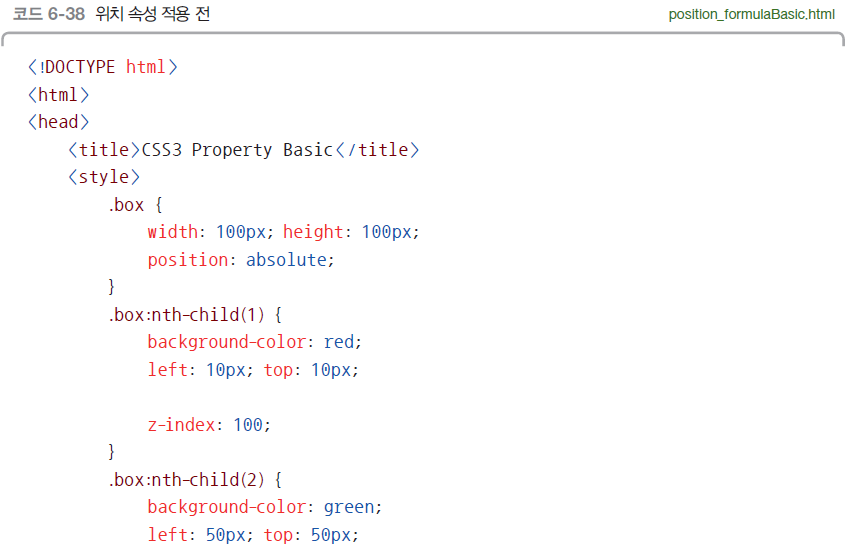 코드 6-38 위치 속성 적용 전 position_formulaBasic.html
<!DOCTYPE html>
<html>
<head>
<title>CSS3 Property Basic</title>
<style>
.box {
width: 100px; height: 100px;
position: absolute;
}
.box:nth-child(1) {
background-color: red;
left: 10px; top: 10px;
z-index: 100;
}
.box:nth-child(2) {
background-color: green;
left: 50px; top: 50px;